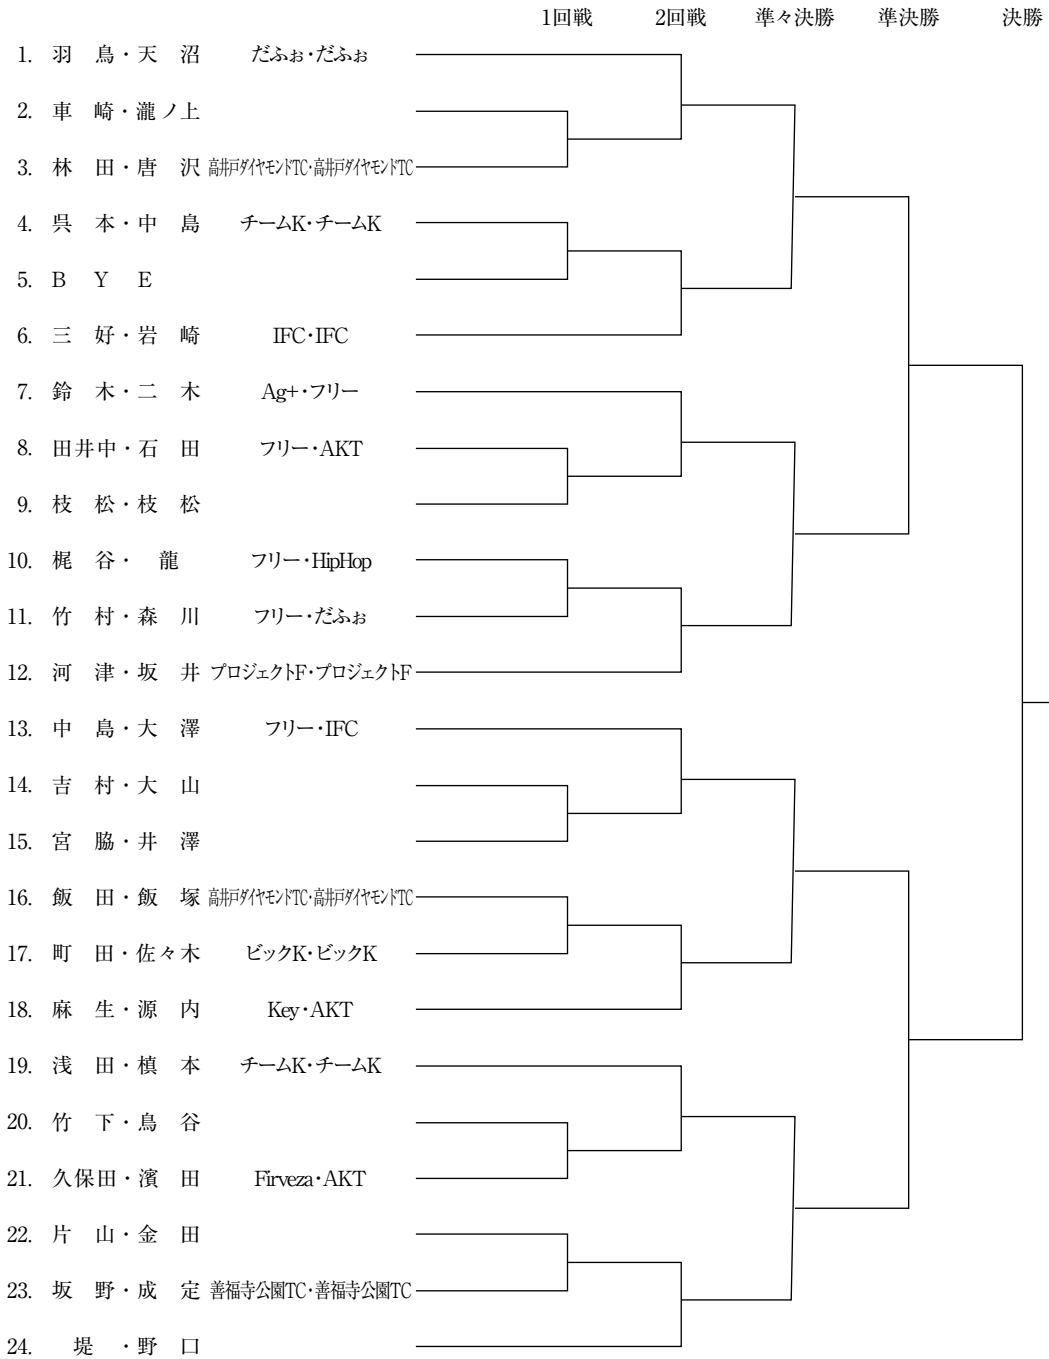 1回戦 2回戦 準々決勝 準決勝 決勝
1. 羽 鳥・天 沼 だふぉ・だふぉ
2. 車 崎・瀧ノ上
3. 林 田・唐 沢 高井戸ダイヤモンドTC・高井戸ダイヤモンドTC
4. 呉 本・中 島 チームK・チームK
5. B Y E
6. 三 好・岩 崎 IFC・IFC
7. 鈴 木・二 木 Ag+・フリー
8. 田井中・石 田 フリー・AKT
9. 枝 松・枝 松
10. 梶 谷・ 龍 フリー・HipHop
11. 竹 村・森 川 フリー・だふぉ
12. 河 津・坂 井 プロジェクトF・プロジェクトF
13. 中 島・大 澤 フリー・IFC
14. 吉 村・大 山
15. 宮 脇・井 澤
16. 飯 田・飯 塚 高井戸ダイヤモンドTC・高井戸ダイヤモンドTC
17. 町 田・佐々木 ビックK・ビックK
18. 麻 生・源 内 Key・AKT
19. 浅 田・槙 本 チームK・チームK
20. 竹 下・鳥 谷
21. 久保田・濱 田 Firveza・AKT
22. 片 山・金 田
23. 坂 野・成 定 善福寺公園TC・善福寺公園TC
24. 堤 ・野 口